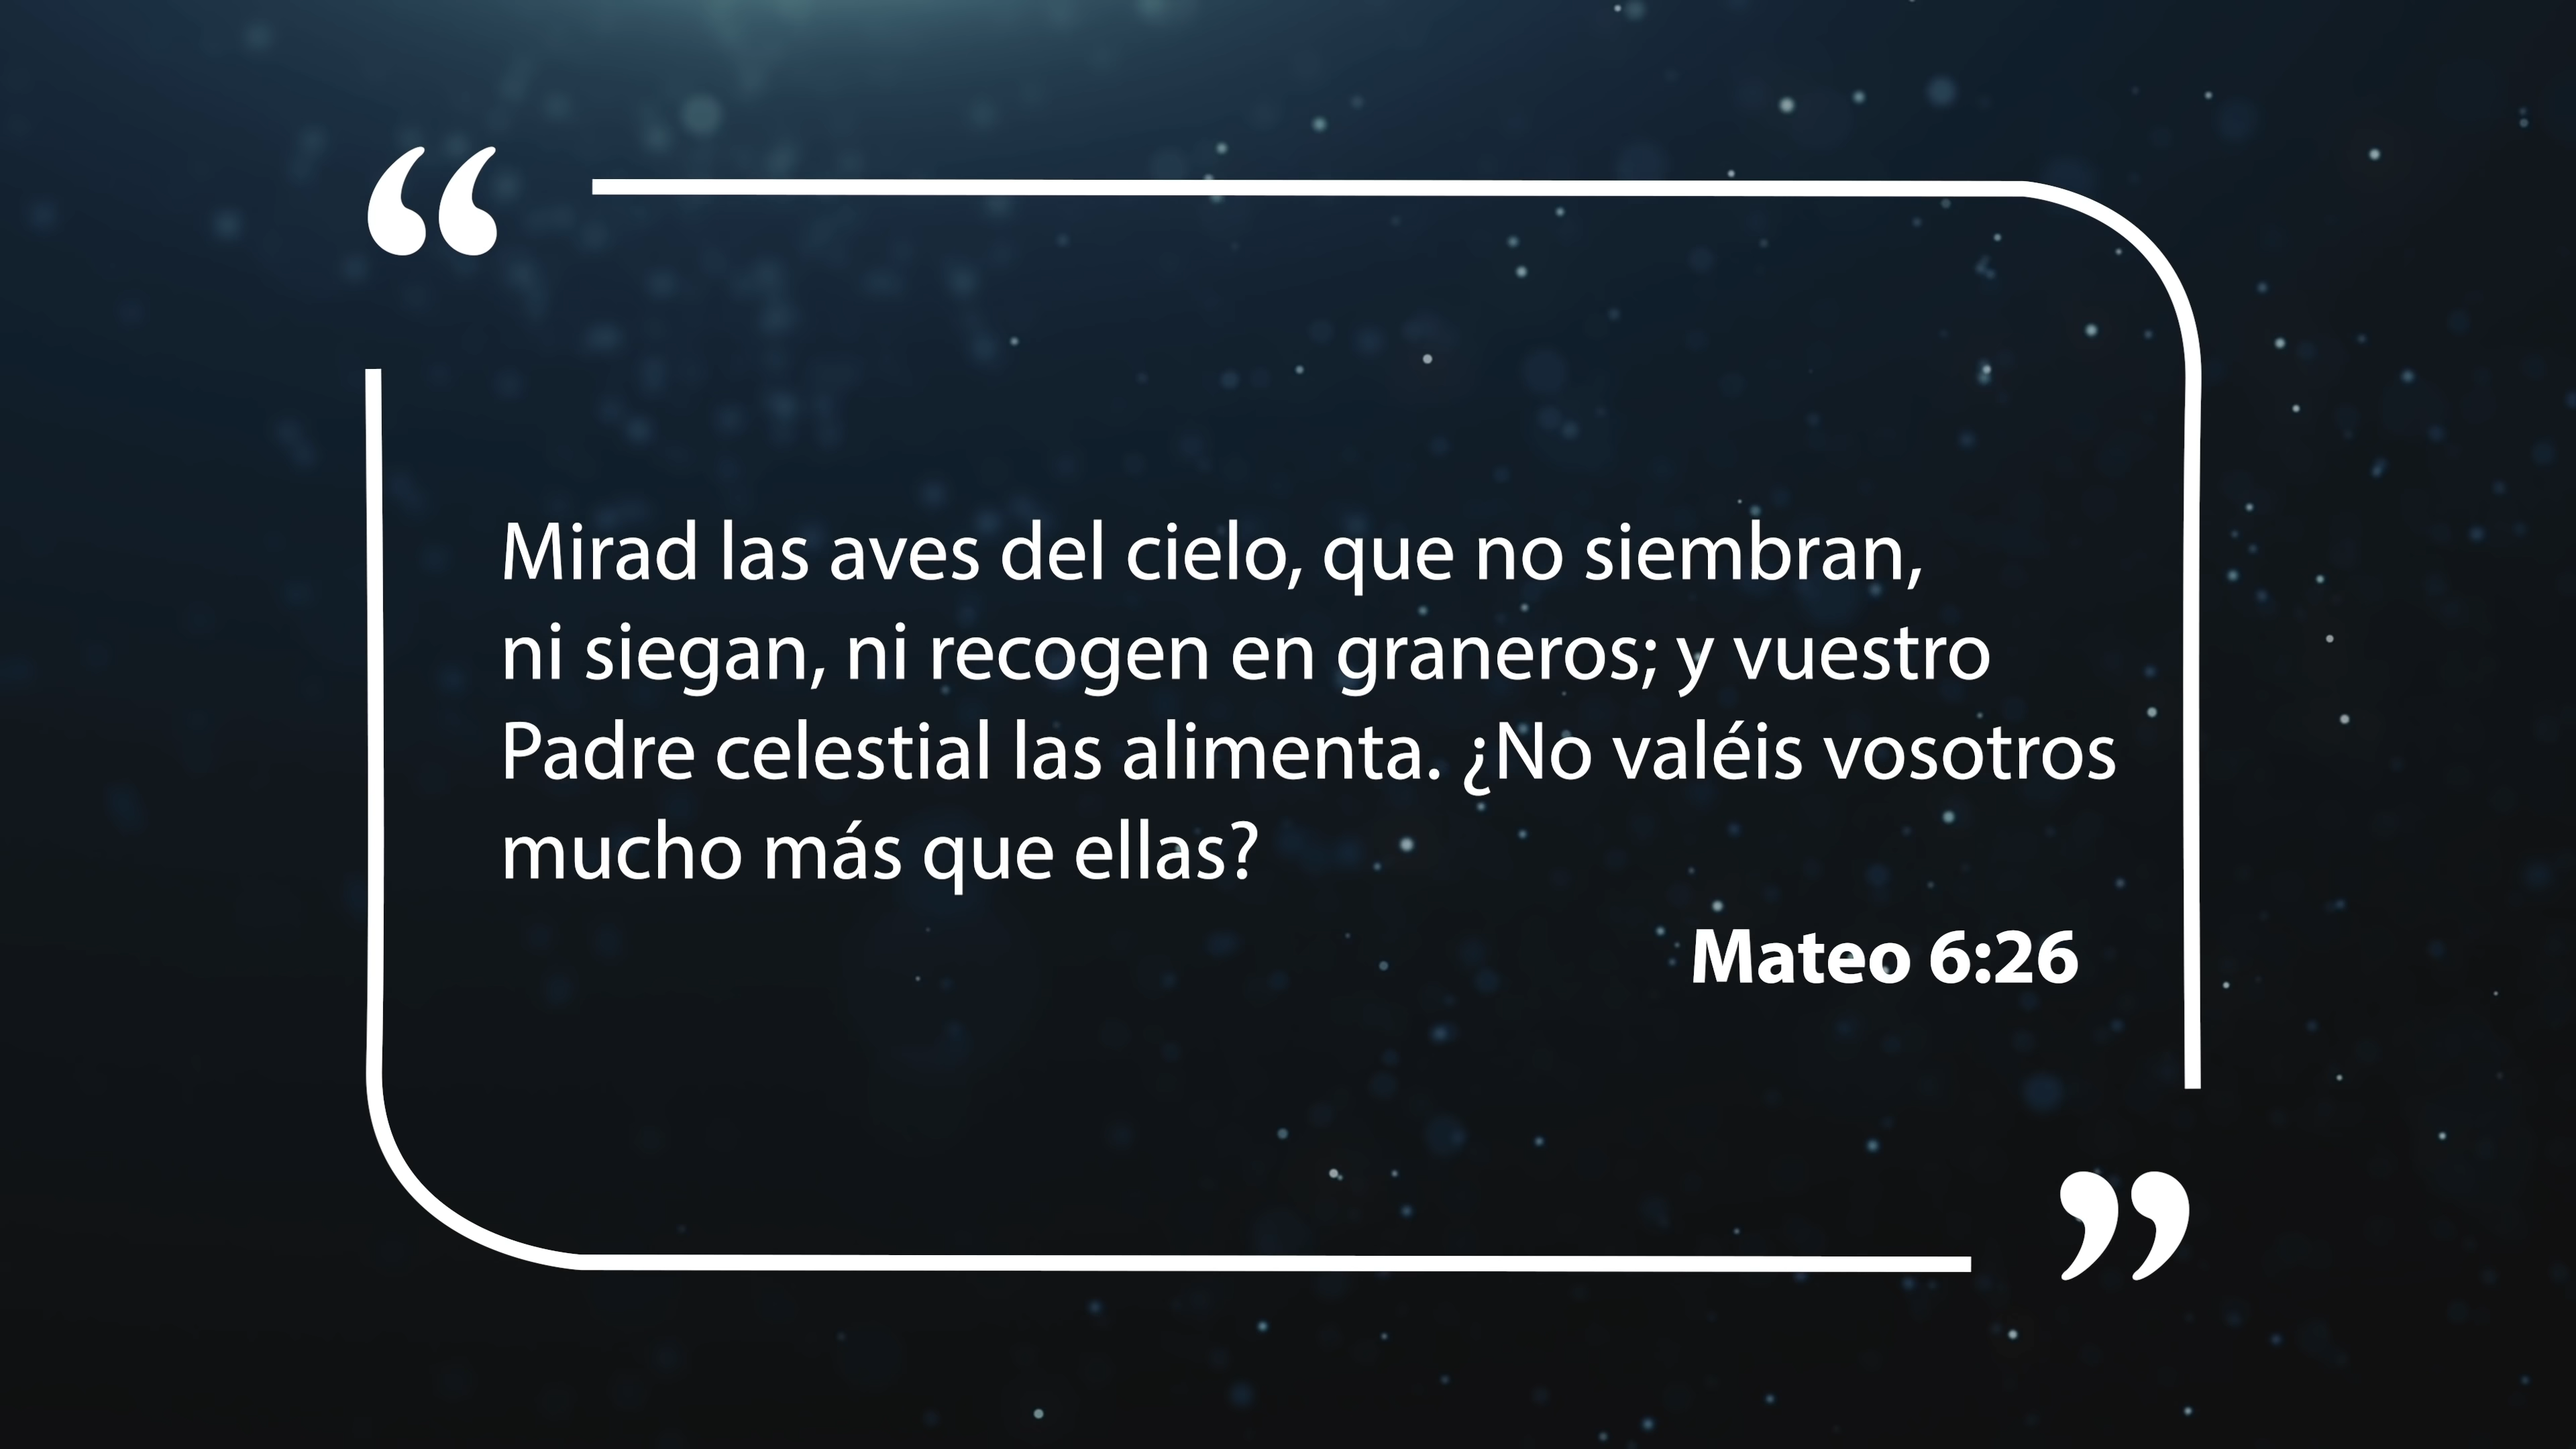 “
Mirad las aves del cielo, que no siembran,
ni siegan, ni recogen en graneros; y vuestro
Padre celestial las alimenta. ¿No valéis vosotros
mucho más que ellas?
Mateo 6:26
”